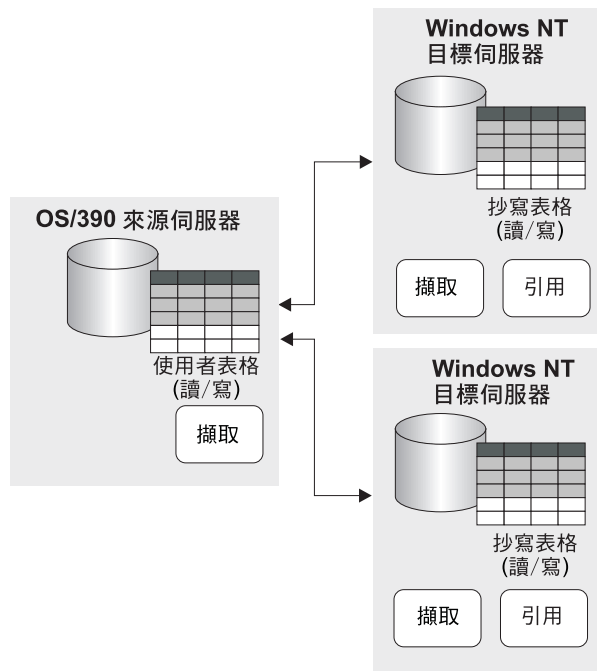 OS/390 來源伺服器
使用者表格
(讀/寫)
擷取
Windows NT
目標伺服器
抄寫表格
(讀/寫)
擷取
引用
Windows NT
目標伺服器
抄寫表格
(讀/寫)
擷取
引用